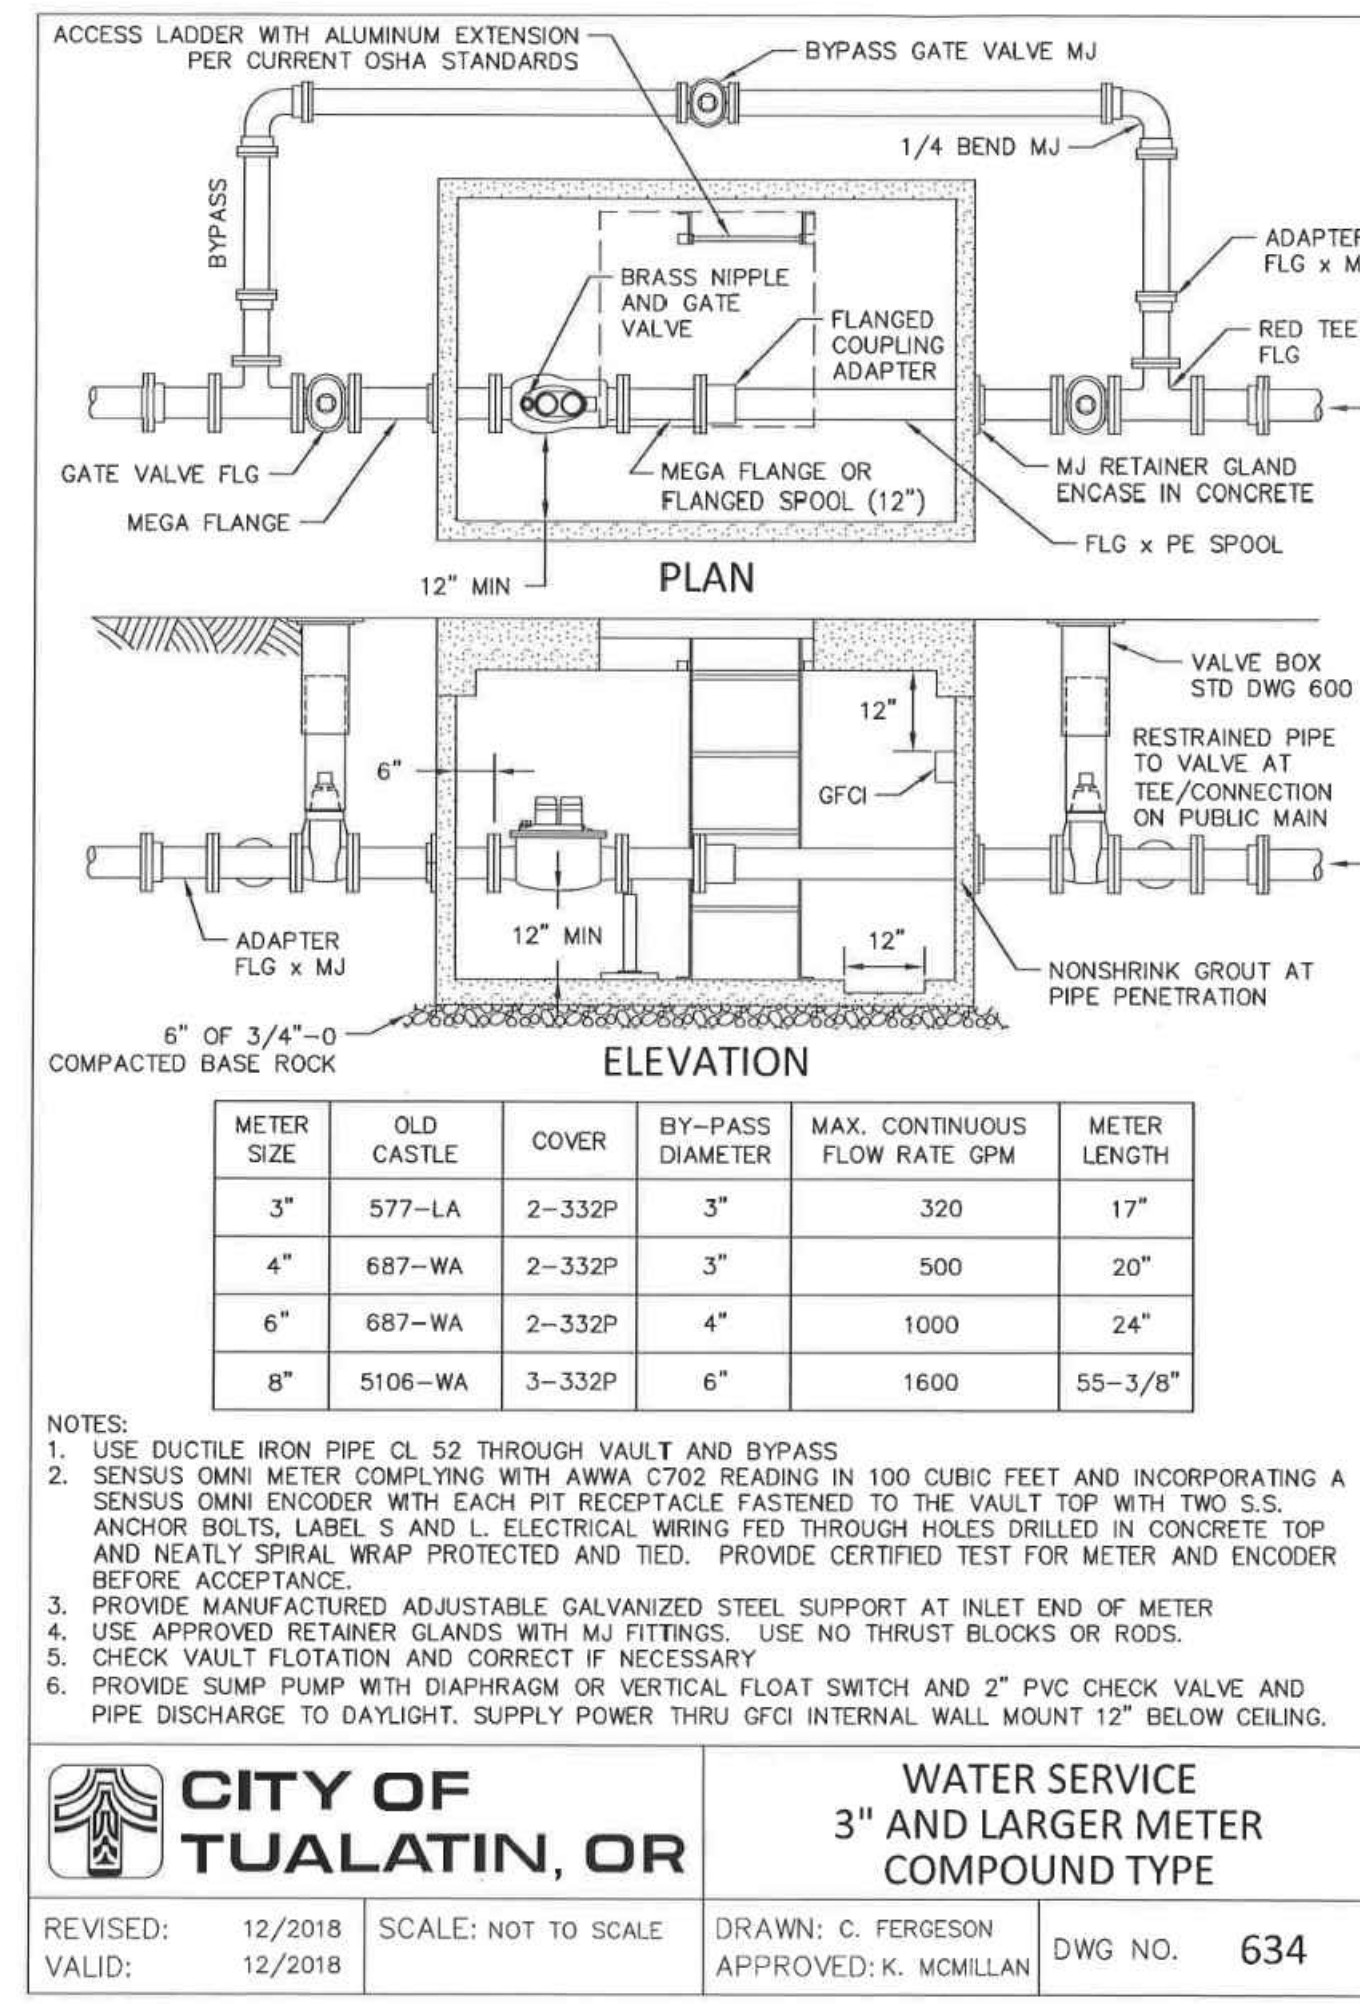 ACCESS LADDER WITH ALUMINUM EXTENSION
PER CURRENT OSHA STANDARDS
BYPASS GATE VALVE MJ
1/4 BEND MJ
BYPASS
ADAPTER
FLG x M
BRASS NIPPLE
AND GATE
VALVE
FLANGED
COUPLING
ADAPTER
RED TEE
FLG
GATE VALVE FLG
MEGA FLANGE
MEGA FLANGE OR
FLANGED SPOOL (12")
MJ RETAINER GLAND
ENCASE IN CONCRETE
FLG x PE SPOOL
12" MIN
PLAN
VALVE BOX
STD DWG 600
12"
6"
GFCI
RESTRAINED PIPE
TO VALVE AT
TEE/CONNECTION
ON PUBLIC MAIN
ADAPTER
FLG x MJ
12" MIN
12"
NONSHRINK GROUT AT
PIPE PENETRATION
6" OF 3/4"-0
COMPACTED BASE ROCK
ELEVATION
METER SIZE OLD CASTLE COVER BY-PASS DIAMETER MAX. CONTINUOUS FLOW RATE GPM METER LENGTH
3" 577-LA 2-332P 3" 320 17"
4" 687-WA 2-332P 3" 500 20"
6" 687-WA 2-332P 4" 1000 24"
8" 5106-WA 3-332P 6" 1600 55-3/8"
NOTES:
1. USE DUCTILE IRON PIPE CL 52 THROUGH VAULT AND BYPASS
2. SENSUS OMNI METER COMPLYING WITH AWWA C702 READING IN 100 CUBIC FEET AND INCORPORATING A
SENSUS OMNI ENCODER WITH EACH PIT RECEPTACLE FASTENED TO THE VAULT TOP WITH TWO S.S.
ANCHOR BOLTS, LABEL S AND L. ELECTRICAL WIRING FED THROUGH HOLES DRILLED IN CONCRETE TOP
AND NEATLY SPIRAL WRAP PROTECTED AND TIED. PROVIDE CERTIFIED TEST FOR METER AND ENCODER
BEFORE ACCEPTANCE.
3. PROVIDE MANUFACTURED ADJUSTABLE GALVANIZED STEEL SUPPORT AT INLET END OF METER
4. USE APPROVED RETAINER GLANDS WITH MJ FITTINGS. USE NO THRUST BLOCKS OR RODS.
5. CHECK VAULT FLOTATION AND CORRECT IF NECESSARY
6. PROVIDE SUMP PUMP WITH DIAPHRAGM OR VERTICAL FLOAT SWITCH AND 2" PVC CHECK VALVE AND
PIPE DISCHARGE TO DAYLIGHT. SUPPLY POWER THRU GFCI INTERNAL WALL MOUNT 12" BELOW CEILING.
CITY OF
TUALATIN, OR
WATER SERVICE
3" AND LARGER METER
COMPOUND TYPE
REVISED: 12/2018
VALID: 12/2018
SCALE: NOT TO SCALE
DRAWN: C. FERGESON
APPROVED: K. MCMILLAN
DWG NO. 634